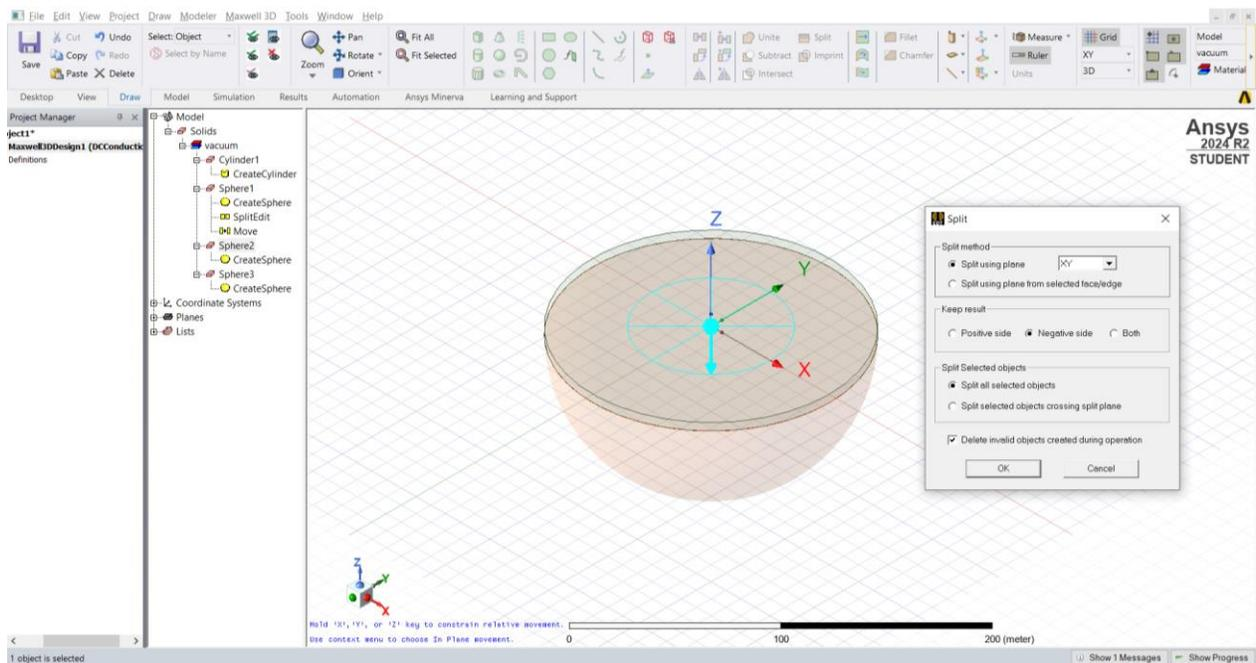 File Edit View Project Draw Modeler Maxwell 3D Tools Window Help
Save
Cut
Copy
Paste
Undo
Redo
Delete
Select: Object
Select by Name
Zoom
Pan
Rotate
Orient
Fit All
Fit Selected
Unite
Subtract
Intersect
Split
Imprint
Fillet
Chamfer
Measure
Ruler
Units
Grid
XY
3D
Model
vacuum
Material
Desktop View Draw Model Simulation Results Automation Ansys Minerva Learning and Support
Project Manager
ject1*
Maxwell3DDesign1 (DCConductic
Definitions
Model
Solids
vacuum
Cylinder1
CreateCylinder
Sphere1
CreateSphere
SplitEdit
Move
Sphere2
CreateSphere
Sphere3
CreateSphere
Coordinate Systems
Planes
Lists
Ansys
2024 R2
STUDENT
Z
Y
X
Split
Split method
Split using plane XY
Split using plane from selected face/edge
Keep result
Positive side Negative side Both
Split Selected objects
Split all selected objects
Split selected objects crossing split plane
Delete invalid objects created during operation
OK Cancel
Z
Y
X
Hold 'X','Y', or 'Z' key to constrain relative movement.
Use context menu to choose In Plane movement.
0 100 200 (meter)
1 object is selected
Show 1 Messages Show Progress